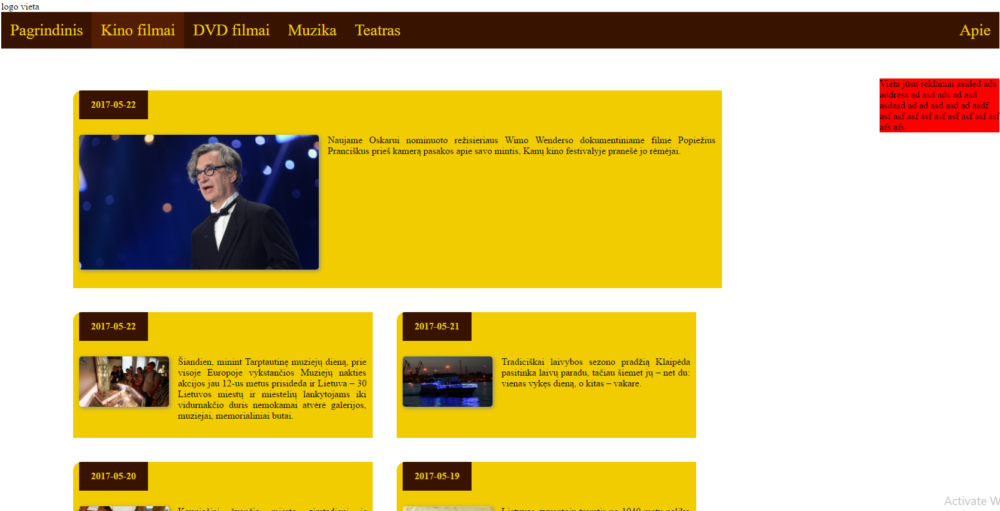 logo vieta
Pagrindinis Kino filmai DVD filmai Muzika Teatras Apie
Vieta jūsų reklamai asided ads
address ad asd ads ad asd
asdasd ad ad asd asd ad asdf
asf asf asf asf asf asf asf asf asf
afs afs
2017-05-22
Naujame Oskarui nominuoto režisieriaus Wimo Wenderso dokumentiniame filme Popiežius
Pranciškus prieš kamerą pasakos apie savo mintis, Kanų kino festivalyje pranešė jo rėmėjai.
2017-05-22
Šiandien, minint Tarptautinę muziejų dieną, prie
visoje Europoje vykstančios Muziejų nakties
akcijos jau 12-us metus prisideda ir Lietuva – 30
Lietuvos miestų ir miestelių lankytojams iki
vidurnakčio duris nemokamai atvėrė galerijos,
muziejai, memorialiniai butai.
2017-05-21
Tradiciškai laivybos sezono pradžią Klaipėda
pasitinka laivų paradu, tačiau šiemet jų – net du:
vienas vykęs dieną, o kitas – vakare.
2017-05-20
2017-05-19
Activate W